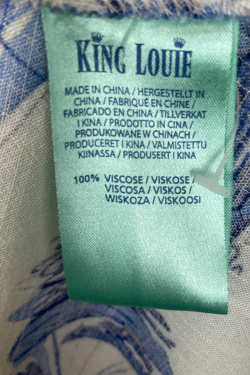 KING LOUIE
MADE IN CHINA / HERGESTELLT IN
CHINA / FABRIQUÉ EN CHINE /
FABRICADO EN CHINA / TILLVERKAT
I KINA / PRODOTTO IN CINA /
PRODUKOWANE W CHINACH /
PRODUCERET I KINA / VALMISTETTU
KIINASSA / PRODUSERT I KINA
100% VISCOSE / VISKOSE /
VISCOSA / VISKOS /
WISKOZA / VISKOOSI